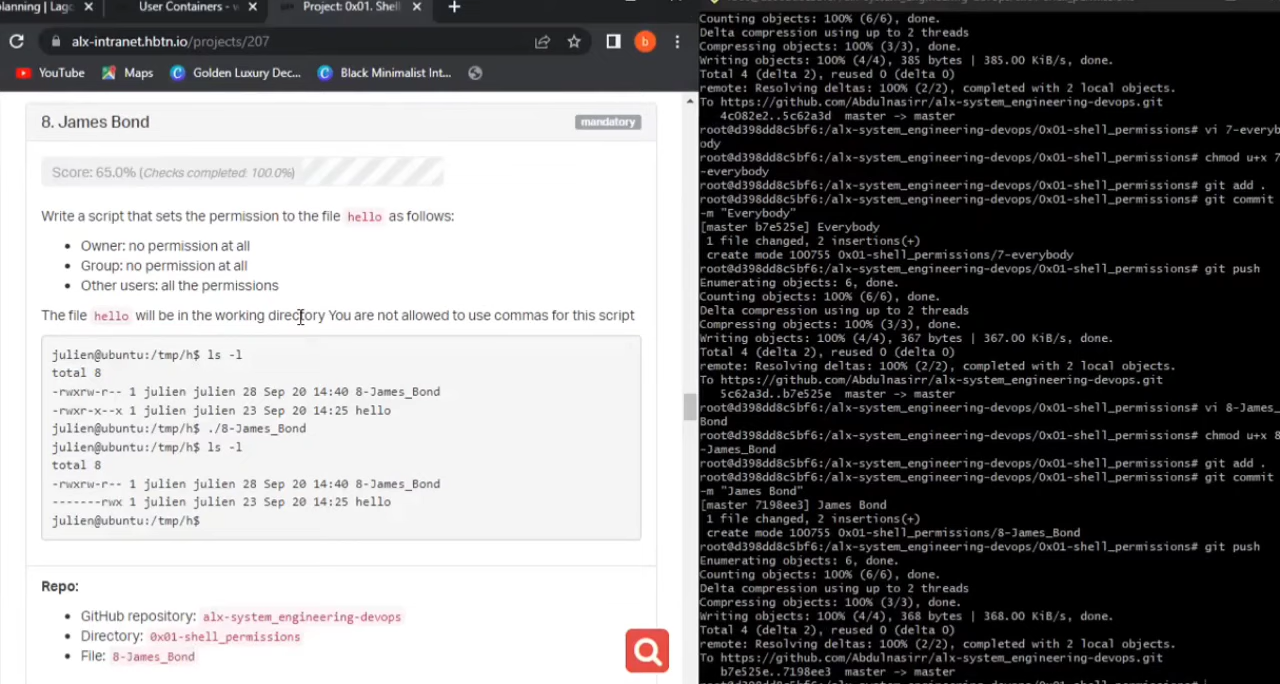 planning | Lag
User Containers -
Project: 0x01. Shell
alx-intranet.hbtn.io/projects/207
b
YouTube
Maps
Golden Luxury Dec...
Black Minimalist Int...
8. James Bond
mandatory
Score: 65.0% (Checks completed: 100.0%)
Write a script that sets the permission to the file hello as follows:
Owner: no permission at all
Group: no permission at all
Other users: all the permissions
The file hello will be in the working directory You are not allowed to use commas for this script
julien@ubuntu:/tmp/h$ ls -l
total 8
-rwxrw-r-- 1 julien julien 28 Sep 20 14:40 8-James_Bond
-rwxr-x--x 1 julien julien 23 Sep 20 14:25 hello
julien@ubuntu:/tmp/h$ ./8-James_Bond
julien@ubuntu:/tmp/h$ ls -l
total 8
-rwxrw-r-- 1 julien julien 28 Sep 20 14:40 8-James_Bond
-------rwx 1 julien julien 23 Sep 20 14:25 hello
julien@ubuntu:/tmp/h$
Repo:
GitHub repository: alx-system_engineering-devops
Directory: 0x01-shell_permissions
File: 8-James_Bond
Counting objects: 100% (6/6), done.
Delta compression using up to 2 threads
Compressing objects: 100% (3/3), done.
Writing objects: 100% (4/4), 385 bytes | 385.00 KiB/s, done.
Total 4 (delta 2), reused 0 (delta 0)
remote: Resolving deltas: 100% (2/2), completed with 2 local objects.
To https://github.com/Abdulnasirr/alx-system_engineering-devops.git
4c082e2..5c62a3d master -> master
root@d398dd8c5bf6:/alx-system_engineering-devops/0x01-shell_permissions# vi 7-everyb
ody
root@d398dd8c5bf6:/alx-system_engineering-devops/0x01-shell_permissions# chmod u+x 7
-everybody
root@d398dd8c5bf6:/alx-system_engineering-devops/0x01-shell_permissions# git add .
root@d398dd8c5bf6:/alx-system_engineering-devops/0x01-shell_permissions# git commit
-m "Everybody"
[master b7e525e] Everybody
1 file changed, 2 insertions(+)
create mode 100755 0x01-shell_permissions/7-everybody
root@d398dd8c5bf6:/alx-system_engineering-devops/0x01-shell_permissions# git push
Enumerating objects: 6, done.
Counting objects: 100% (6/6), done.
Delta compression using up to 2 threads
Compressing objects: 100% (3/3), done.
Writing objects: 100% (4/4), 367 bytes | 367.00 KiB/s, done.
Total 4 (delta 2), reused 0 (delta 0)
remote: Resolving deltas: 100% (2/2), completed with 2 local objects.
To https://github.com/Abdulnasirr/alx-system_engineering-devops.git
5c62a3d..b7e525e master -> master
root@d398dd8c5bf6:/alx-system_engineering-devops/0x01-shell_permissions# vi 8-James_
Bond
root@d398dd8c5bf6:/alx-system_engineering-devops/0x01-shell_permissions# chmod u+x 8
-James_Bond
root@d398dd8c5bf6:/alx-system_engineering-devops/0x01-shell_permissions# git add .
root@d398dd8c5bf6:/alx-system_engineering-devops/0x01-shell_permissions# git commit
-m "James Bond"
[master 7198ee3] James Bond
1 file changed, 2 insertions(+)
create mode 100755 0x01-shell_permissions/8-James_Bond
root@d398dd8c5bf6:/alx-system_engineering-devops/0x01-shell_permissions# git push
Enumerating objects: 6, done.
Counting objects: 100% (6/6), done.
Delta compression using up to 2 threads
Compressing objects: 100% (3/3), done.
Writing objects: 100% (4/4), 368 bytes | 368.00 KiB/s, done.
Total 4 (delta 2), reused 0 (delta 0)
remote: Resolving deltas: 100% (2/2), completed with 2 local objects.
To https://github.com/Abdulnasirr/alx-system_engineering-devops.git
b7e525e..7198ee3 master -> master